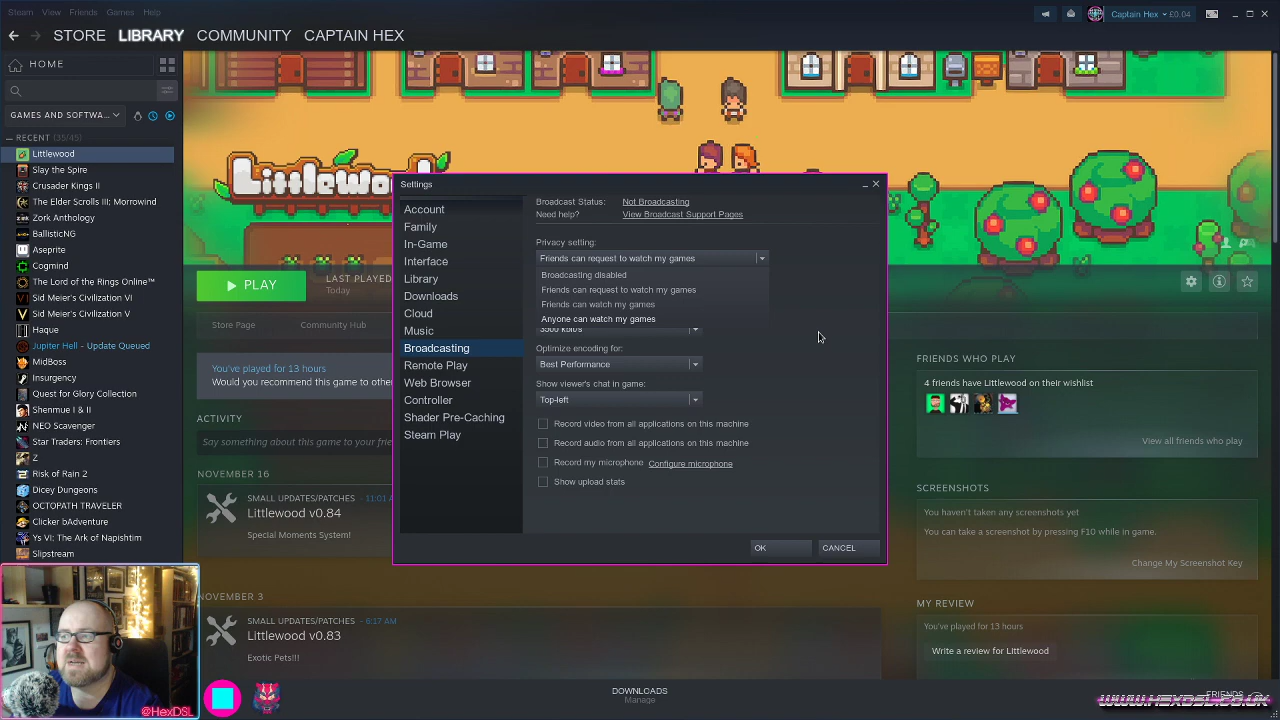 Steam View Friends Games Help
Captain Hex £0.04
STORE LIBRARY COMMUNITY CAPTAIN HEX
HOME
GAMES AND SOFTWA...
RECENT (35/45)
Littlewood
Slay the Spire
Crusader Kings II
The Elder Scrolls III: Morrowind
Zork Anthology
BallisticNG
Aseprite
Cogmind
The Lord of the Rings Online™
Sid Meier's Civilization VI
Sid Meier's Civilization V
Haque
Jupiter Hell - Update Queued
MidBoss
Insurgency
Quest for Glory Collection
Shenmue I & II
NEO Scavenger
Star Traders: Frontiers
Z
Risk of Rain 2
Dicey Dungeons
OCTOPATH TRAVELER
Clicker bAdventure
Ys VI: The Ark of Napishtim
Slipstream
PLAY
LAST PLAYED
Today
Store Page Community Hub
You've played for 13 hours
Would you recommend this game to other
ACTIVITY
Say something about this game to your frie
NOVEMBER 16
SMALL UPDATES/PATCHES - 11:01 A
Littlewood v0.84
Special Moments System!
NOVEMBER 3
SMALL UPDATES/PATCHES - 6:17 AM
Littlewood v0.83
Exotic Pets!!!
Settings
Account
Family
In-Game
Interface
Library
Downloads
Cloud
Music
Broadcasting
Remote Play
Web Browser
Controller
Shader Pre-Caching
Steam Play
Broadcast Status: Not Broadcasting
Need help? View Broadcast Support Pages
Privacy setting:
Friends can request to watch my games
Broadcasting disabled
Friends can request to watch my games
Friends can watch my games
Anyone can watch my games
3500 kbit/s
Optimize encoding for:
Best Performance
Show viewer's chat in game:
Top-left
Record video from all applications on this machine
Record audio from all applications on this machine
Record my microphone Configure microphone
Show upload stats
OK CANCEL
FRIENDS WHO PLAY
4 friends have Littlewood on their wishlist
View all friends who play
SCREENSHOTS
You haven't taken any screenshots yet
You can take a screenshot by pressing F10 while in game.
Change My Screenshot Key
MY REVIEW
You've played for 13 hours
Write a review for Littlewood
DOWNLOADS
Manage
FRIENDS
@HexDSL